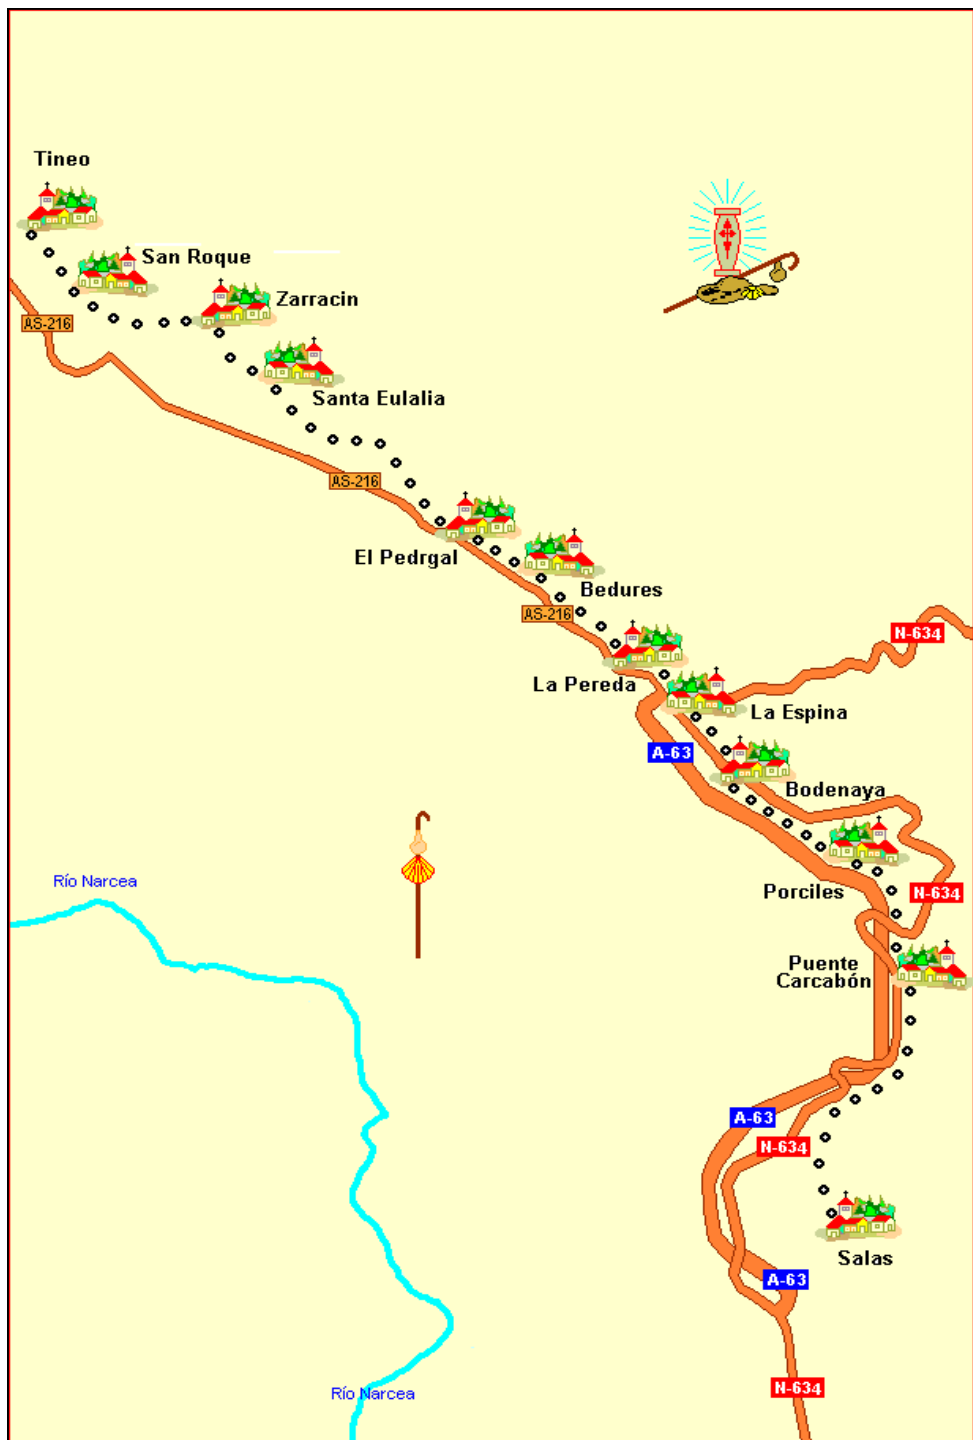 Tineo
San Roque
Zarracin
AS-216
Santa Eulalia
AS-216
El Pedrgal
Bedures
AS-216
N-634
La Pereda
La Espina
A-63
Bodenaya
Río Narcea
Porciles
N-634
Puente
Carcabón
A-63
N-634
Salas
A-63
N-634
Río Narcea